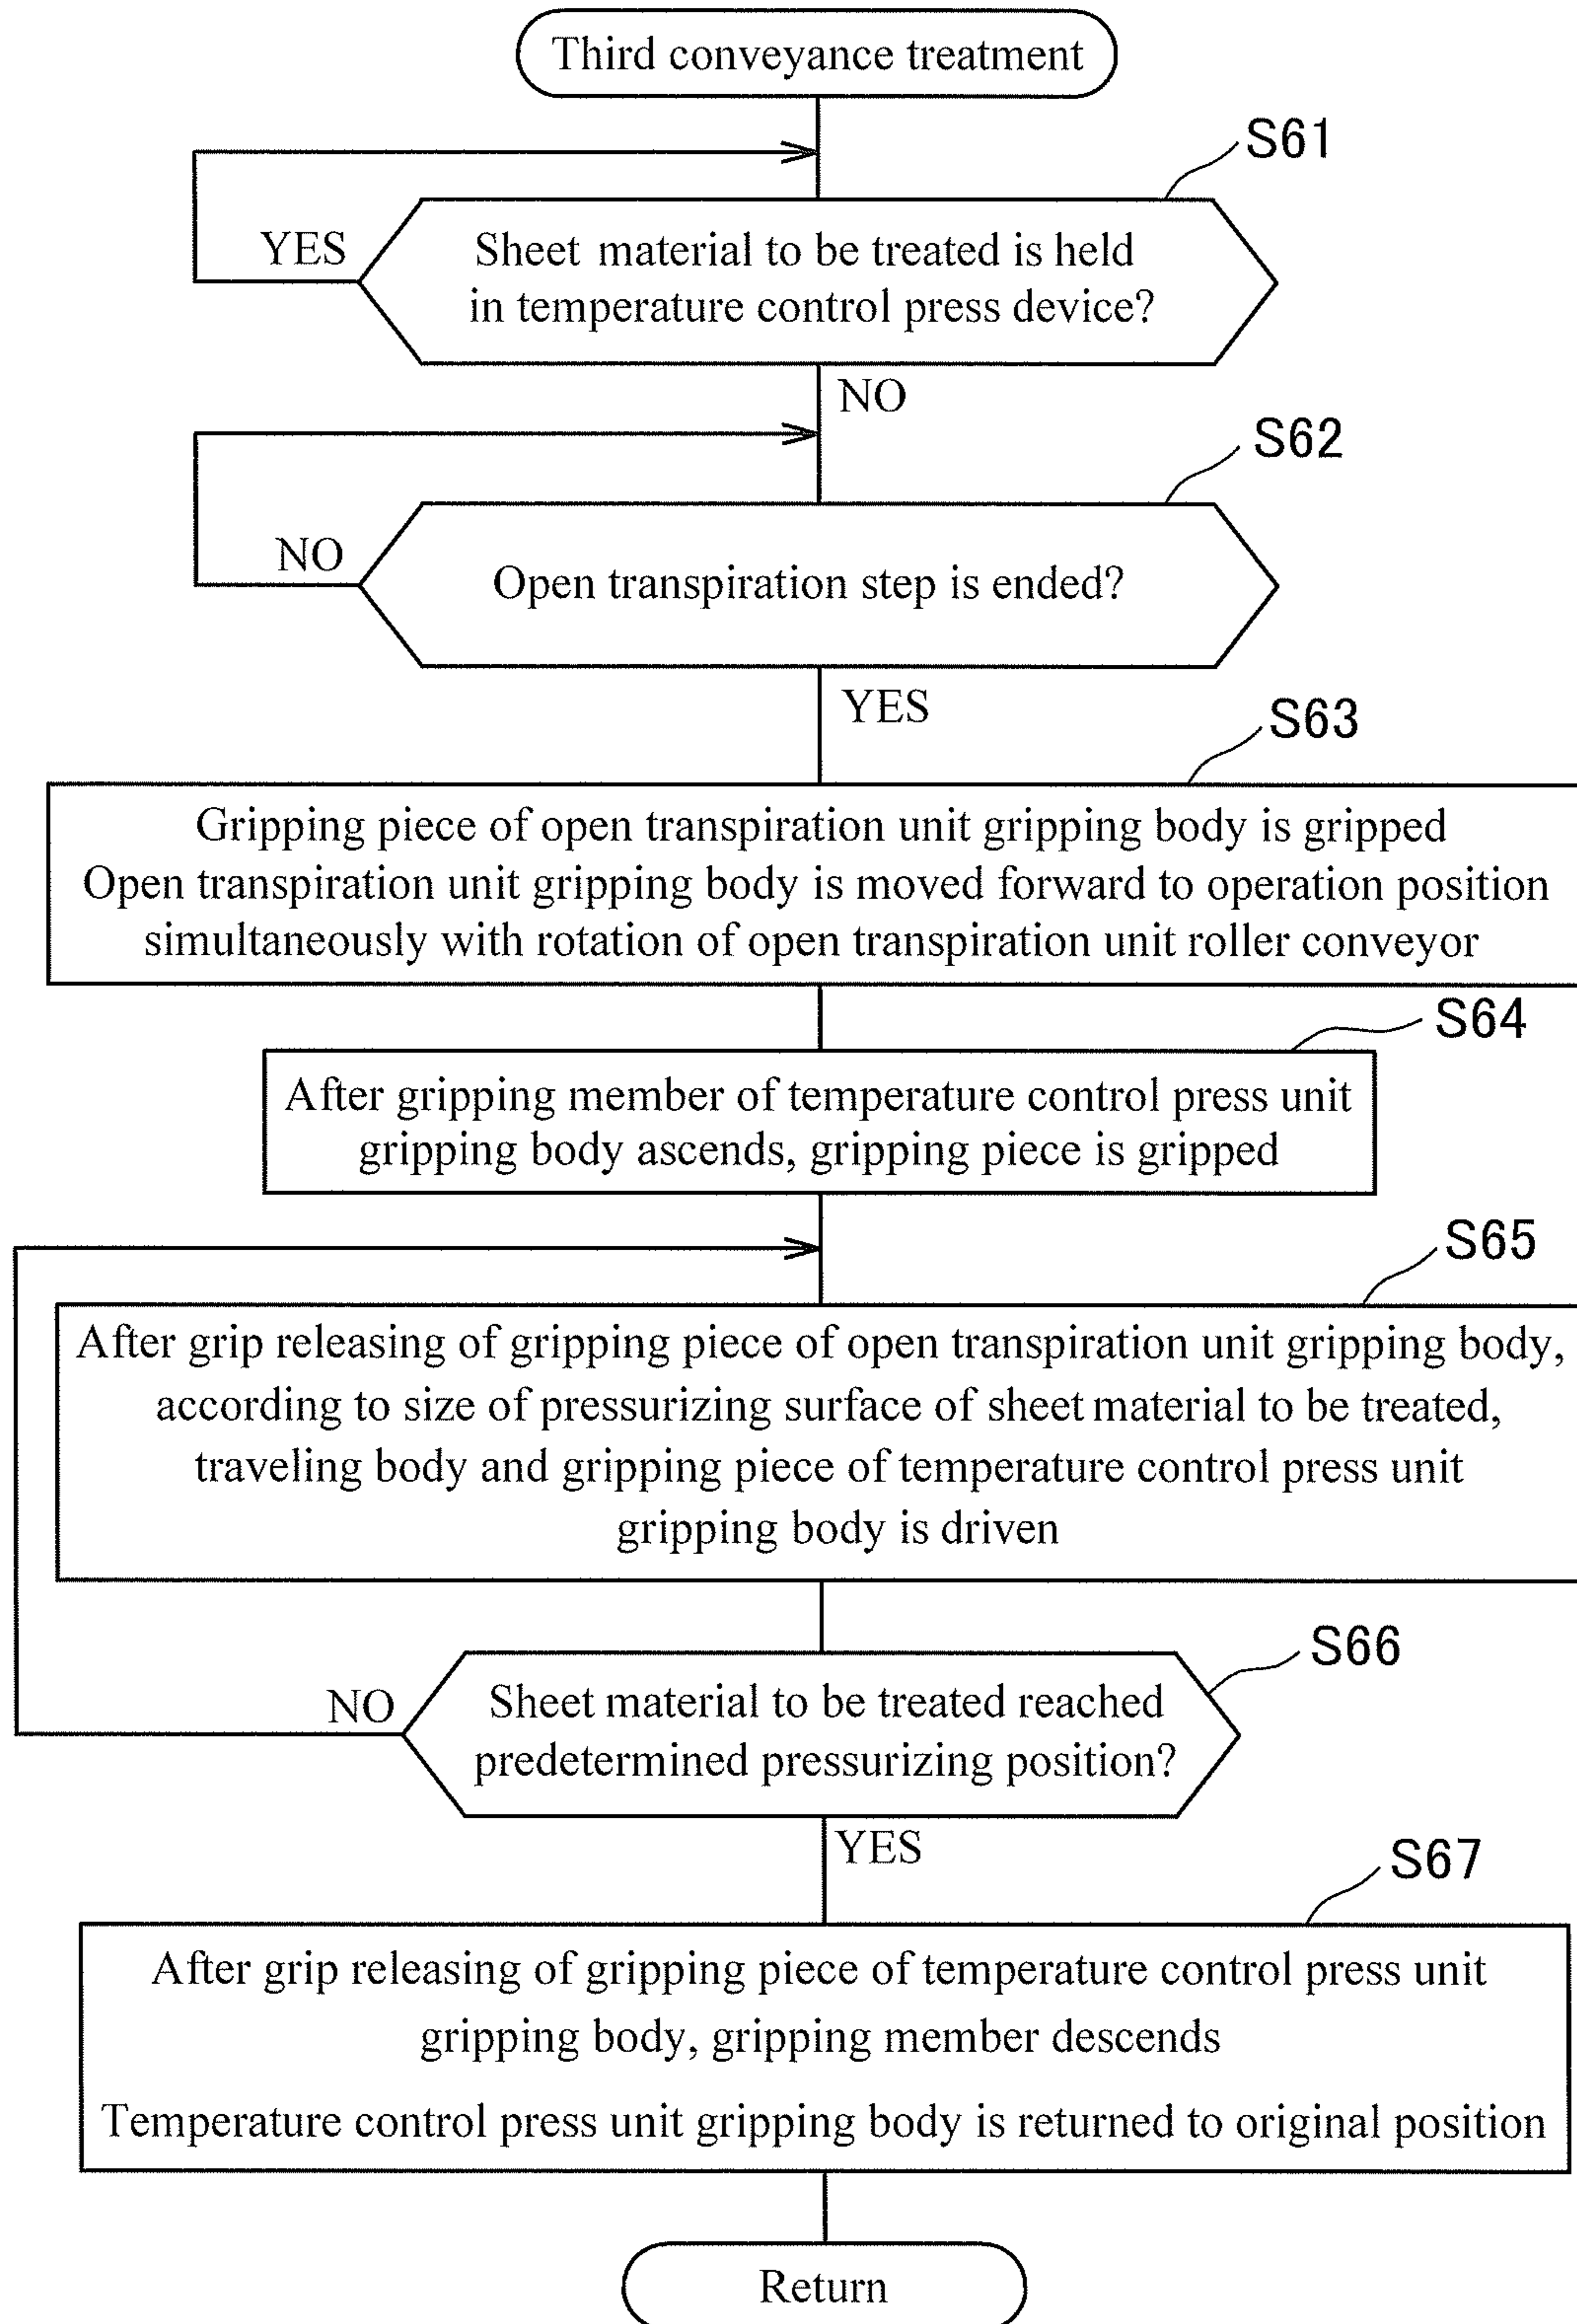 Third conveyance treatment
S61
YES
Sheet material to be treated is held
in temperature control press device?
NO
S62
NO
Open transpiration step is ended?
YES
S63
Gripping piece of open transpiration unit gripping body is gripped
Open transpiration unit gripping body is moved forward to operation position
simultaneously with rotation of open transpiration unit roller conveyor
S64
After gripping member of temperature control press unit
gripping body ascends, gripping piece is gripped
S65
After grip releasing of gripping piece of open transpiration unit gripping body,
according to size of pressurizing surface of sheet material to be treated,
traveling body and gripping piece of temperature control press unit
gripping body is driven
S66
NO
Sheet material to be treated reached
predetermined pressurizing position?
YES
S67
After grip releasing of gripping piece of temperature control press unit
gripping body, gripping member descends
Temperature control press unit gripping body is returned to original position
Return